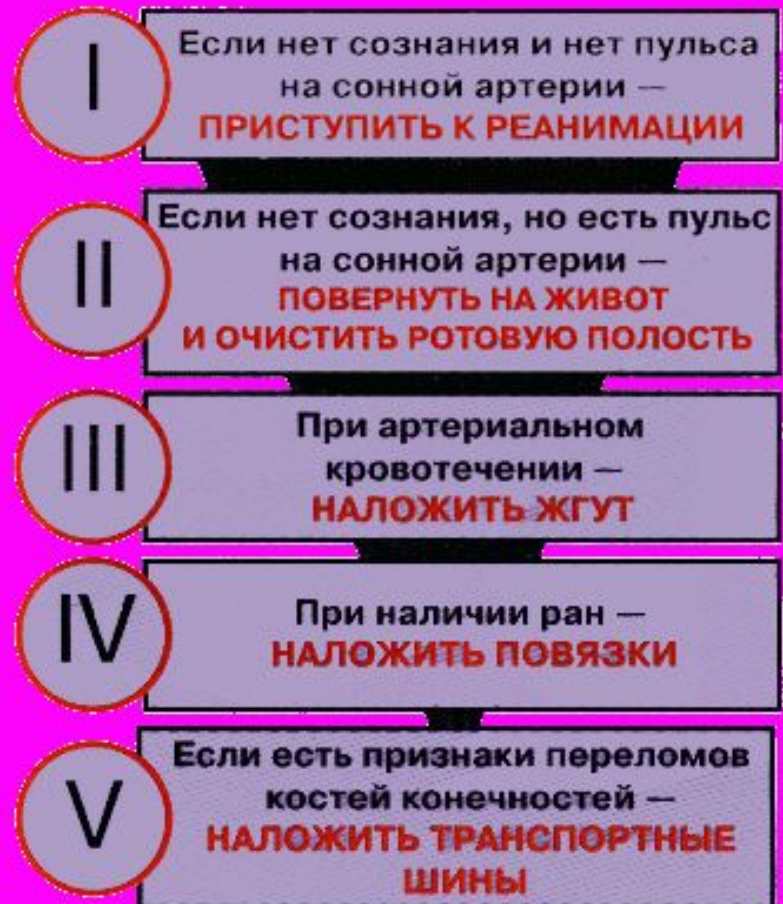 I
Если нет сознания и нет пульса
на сонной артерии —
ПРИСТУПИТЬ К РЕАНИМАЦИИ
II
Если нет сознания, но есть пульс
на сонной артерии —
ПОВЕРНУТЬ НА ЖИВОТ
И ОЧИСТИТЬ РОТОВУЮ ПОЛОСТЬ
III
При артериальном
кровотечении —
НАЛОЖИТЬ ЖГУТ
IV
При наличии ран —
НАЛОЖИТЬ ПОВЯЗКИ
V
Если есть признаки переломов
костей конечностей —
НАЛОЖИТЬ ТРАНСПОРТНЫЕ
ШИНЫ